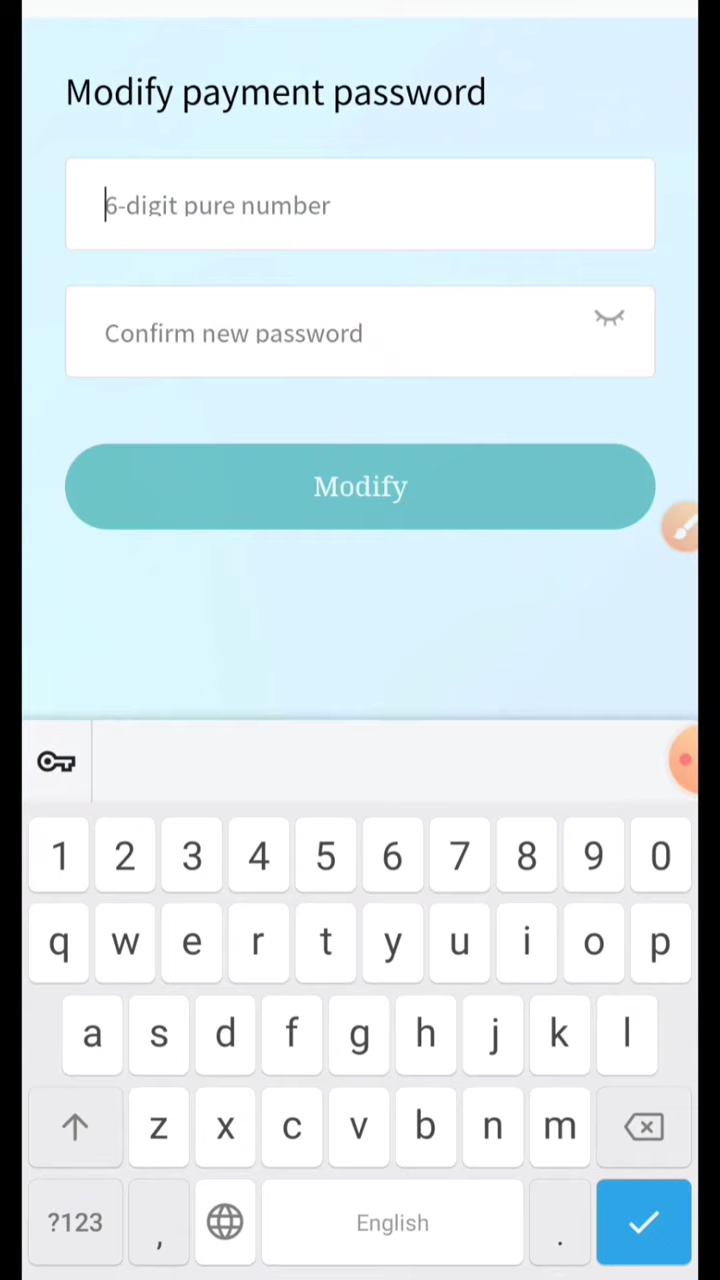 Modify payment password
6-digit pure number
Confirm new password
Modify
1 2 3 4 5 6 7 8 9 0
q w e r t y u i o p
a s d f g h j k l
z x c v b n m
?123 , English .